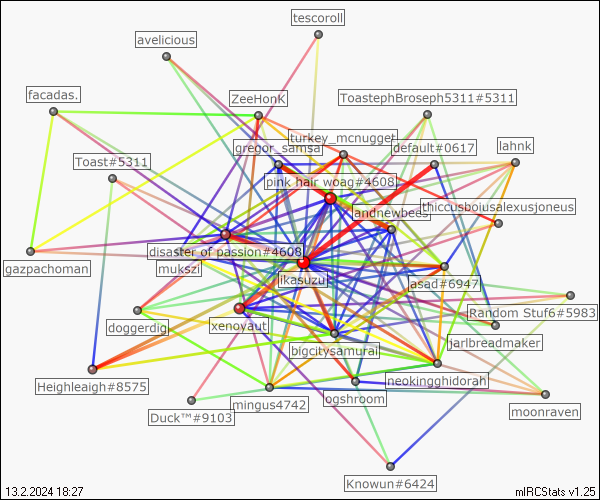 tescoroll
avelicious
facadas.
ZeeHonK
ToastephBroseph5311#5311
turkey_mcnugget
gregor_samsa
default#0617
lahnk
Toast#5311
pink hair woag#4608
andnewbees
thiccusboiusalexusjoneus
disaster of passion#4608
gazpachoman
mukszi
ikasuzu
asad#6947
Random Stuf6#5983
doggerdig
xenoyaut
jarlbreadmaker
bigcitysamurai
Heighleaigh#8575
neokingghidorah
ogshroom
mingus4742
moonraven
Duck™#9103
Knowun#6424
13.2.2024 18:27
mIRCStats v1.25